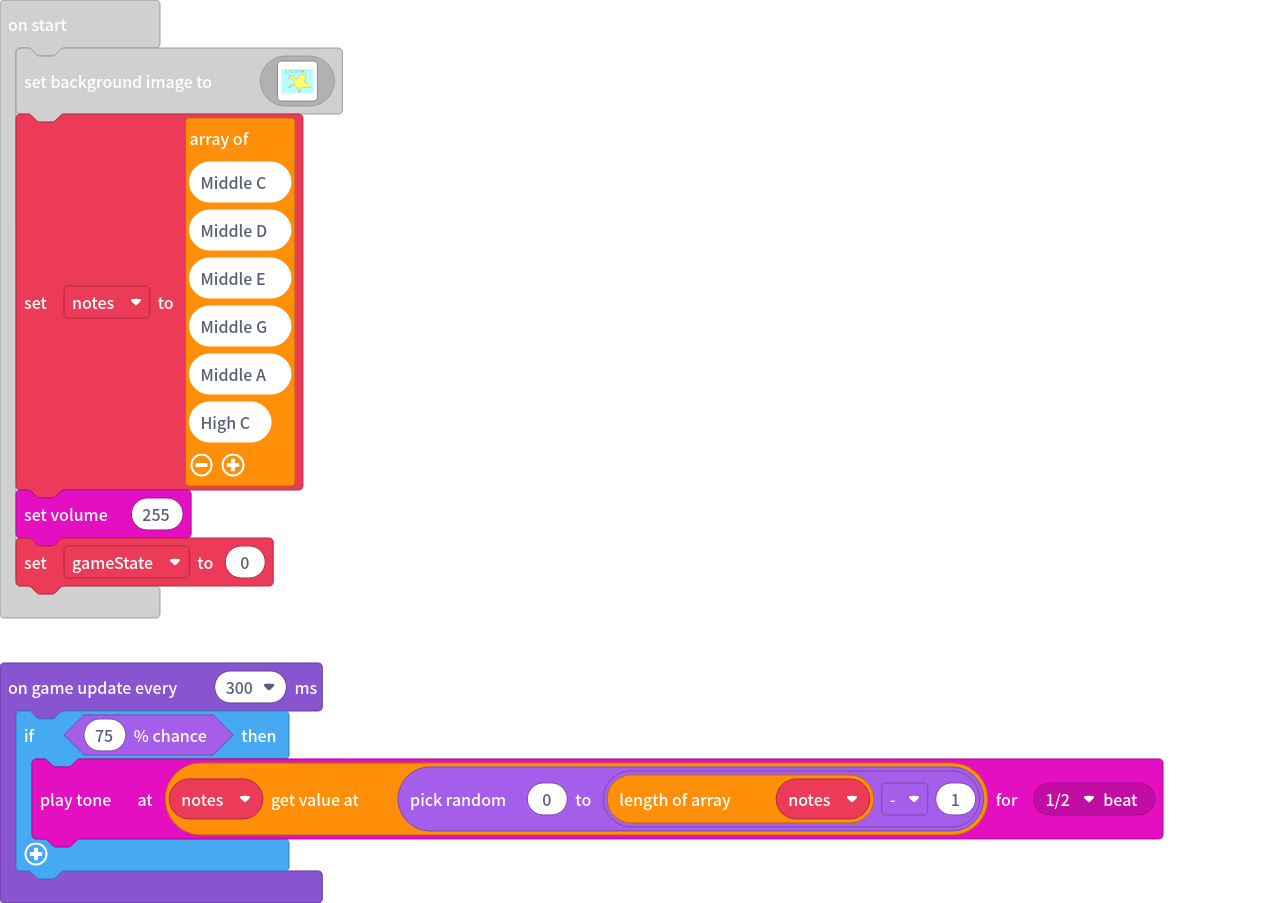 on start
set background image to
array of
Middle C
Middle D
Middle E
Middle G
Middle A
High C
set notes to
set volume 255
set gameState to 0
on game update every 300 ms
if 75 % chance then
play tone at notes get value at pick random 0 to length of array notes - 1 for 1/2 beat